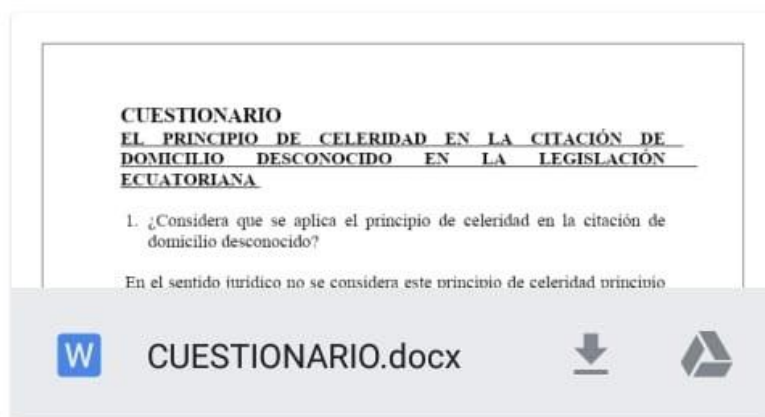 CUESTIONARIO
EL PRINCIPIO DE CELERIDAD EN LA CITACIÓN DE
DOMICILIO DESCONOCIDO EN LA LEGISLACIÓN
ECUATORIANA
1. ¿Considera que se aplica el principio de celeridad en la citación de
domicilio desconocido?
En el sentido jurídico no se considera este principio de celeridad principio
W CUESTIONARIO.docx